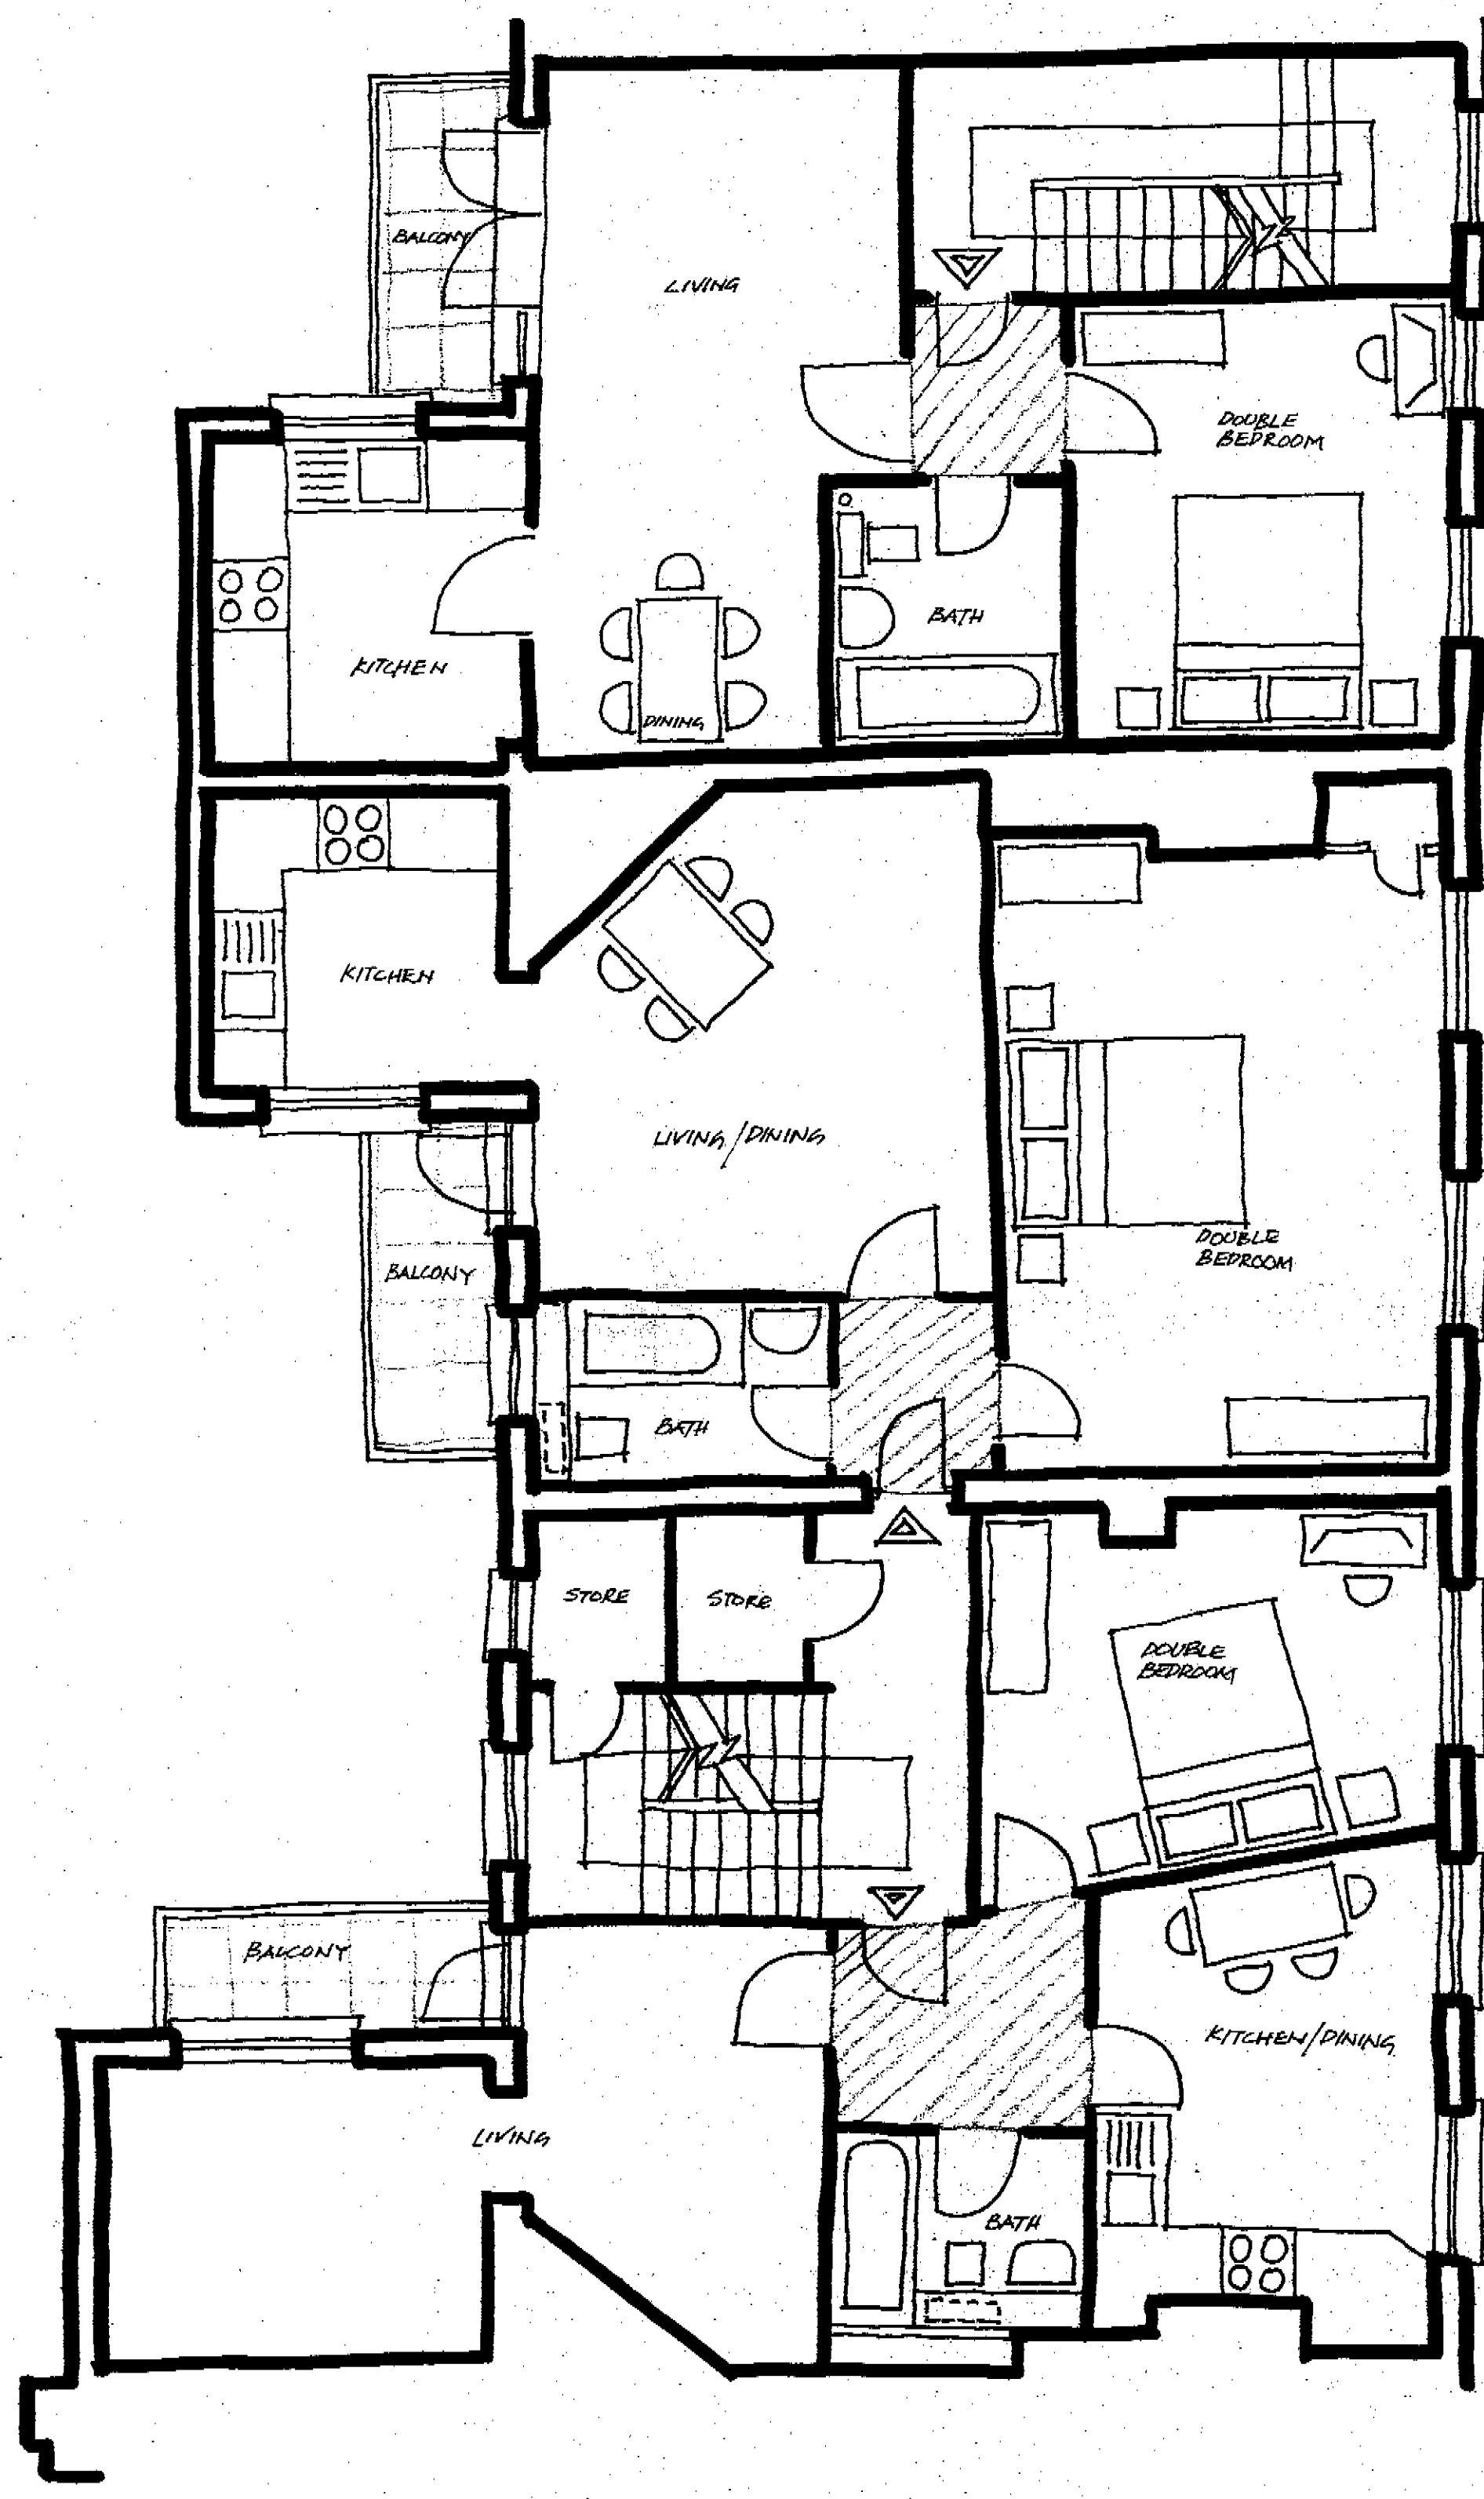 BALCONY
LIVING
DOUBLE
BEDROOM
BATH
KITCHEN
DINING
KITCHEN
LIVING/DINING
DOUBLE
BEDROOM
BALCONY
BATH
STORE
STORE
DOUBLE
BEDROOM
BALCONY
KITCHEN/DINING
LIVING
BATH